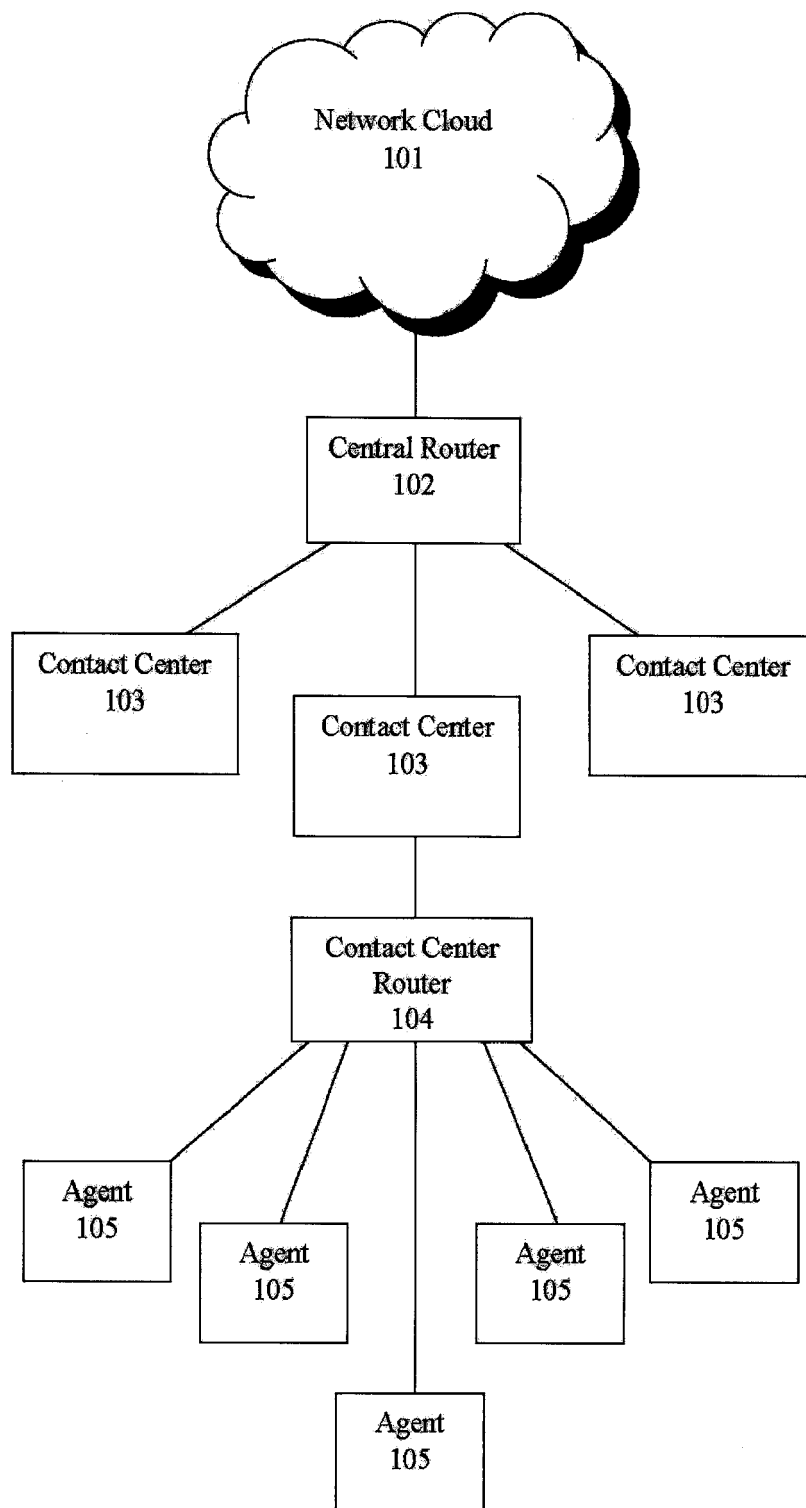 Network Cloud
101
Central Router
102
Contact Center
103
Contact Center
103
Contact Center
103
Contact Center
Router
104
Agent
105
Agent
105
Agent
105
Agent
105
Agent
105